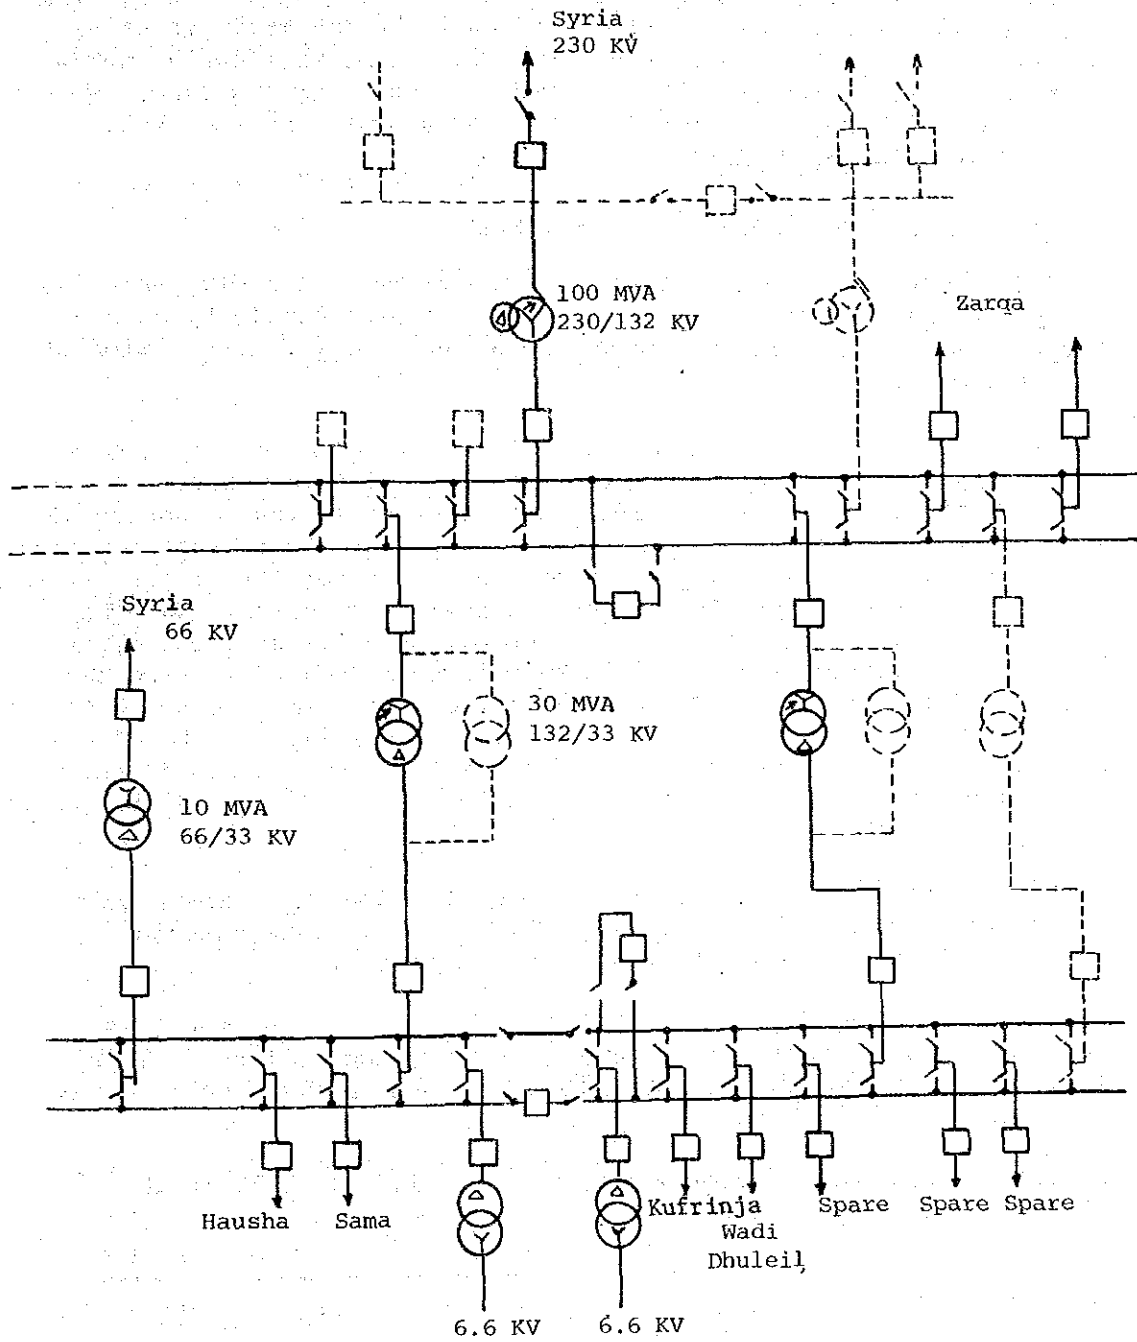 Syria
230 KV
100 MVA
230/132 KV
Zarqa
Syria
66 KV
30 MVA
132/33 KV
10 MVA
66/33 KV
Hausha
Sama
Kufrinja
Wadi
Dhuleil
Spare
Spare
Spare
6.6 KV
6.6 KV